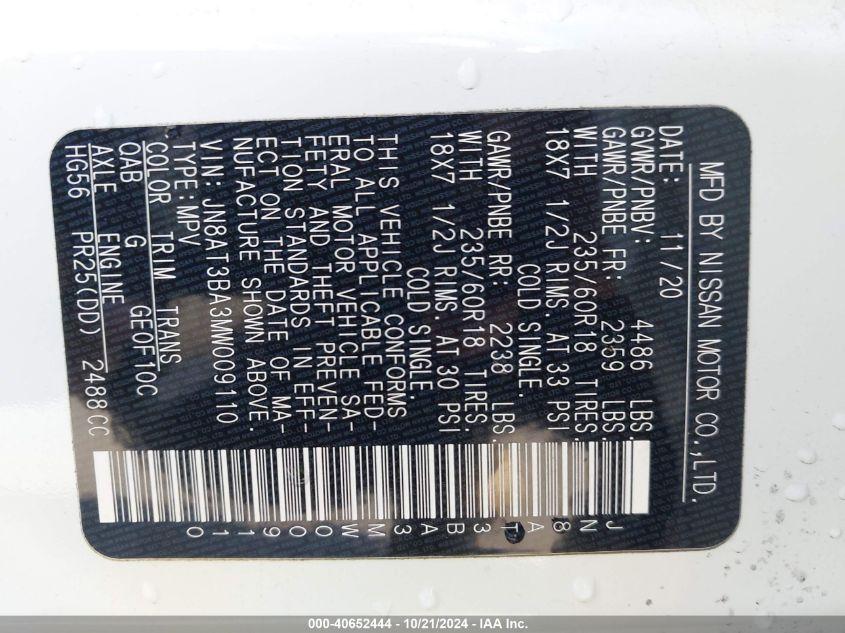 MFD BY NISSAN MOTOR CO.,LTD.
DATE: 11/20
GVWR/PNBV: 4486 LBS.
GAWR/PNBE FR: 2359 LBS.
WITH 235/60R18 TIRES.
18X7 1/2J RIMS. AT 33 PSI
COLD SINGLE.
GAWR/PNBE RR: 2238 LBS.
WITH 235/60R18 TIRES.
18X7 1/2J RIMS. AT 30 PSI
COLD SINGLE.
THIS VEHICLE CONFORMS
TO ALL APPLICABLE FED-
ERAL MOTOR VEHICLE SA-
FETY AND THEFT PREVEN-
TION STANDARDS IN EFF-
ECT ON THE DATE OF MA-
NUFACTURE SHOWN ABOVE.
VIN: JN8AT3BA3MW009110
TYPE:MPV
COLOR TRIM TRANS
QAB G GE0F10C
AXLE ENGINE
HG56 PR25(DD) 2488CC
JN8AT3BA3MW009110
000-40652444 - 10/21/2024 - IAA Inc.